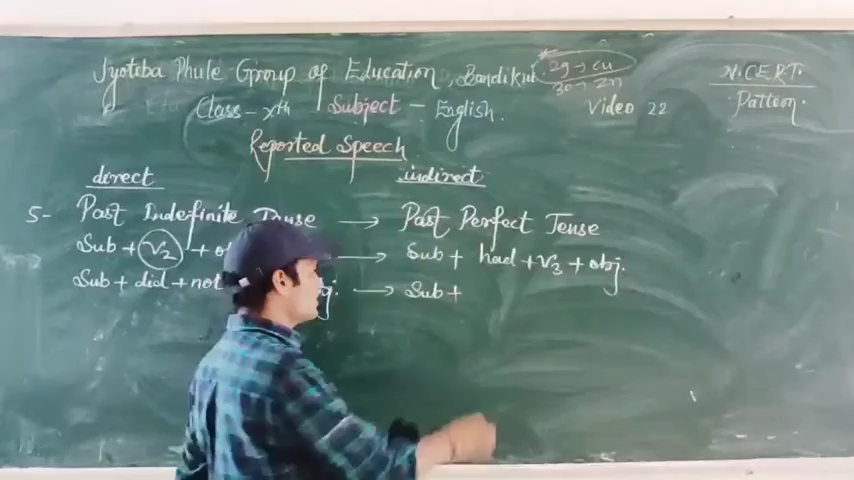 Jyotiba Phule Group of Education, Bandikui
Class - Xth Subject - English.
Video 22
N.C.E.R.T.
Pattern.
Reported Speech
direct indirect
5- Past Indefinite Tense → Past Perfect Tense
Sub + V2 + → Sub + had + V3 + obj.
Sub + did + not → Sub +